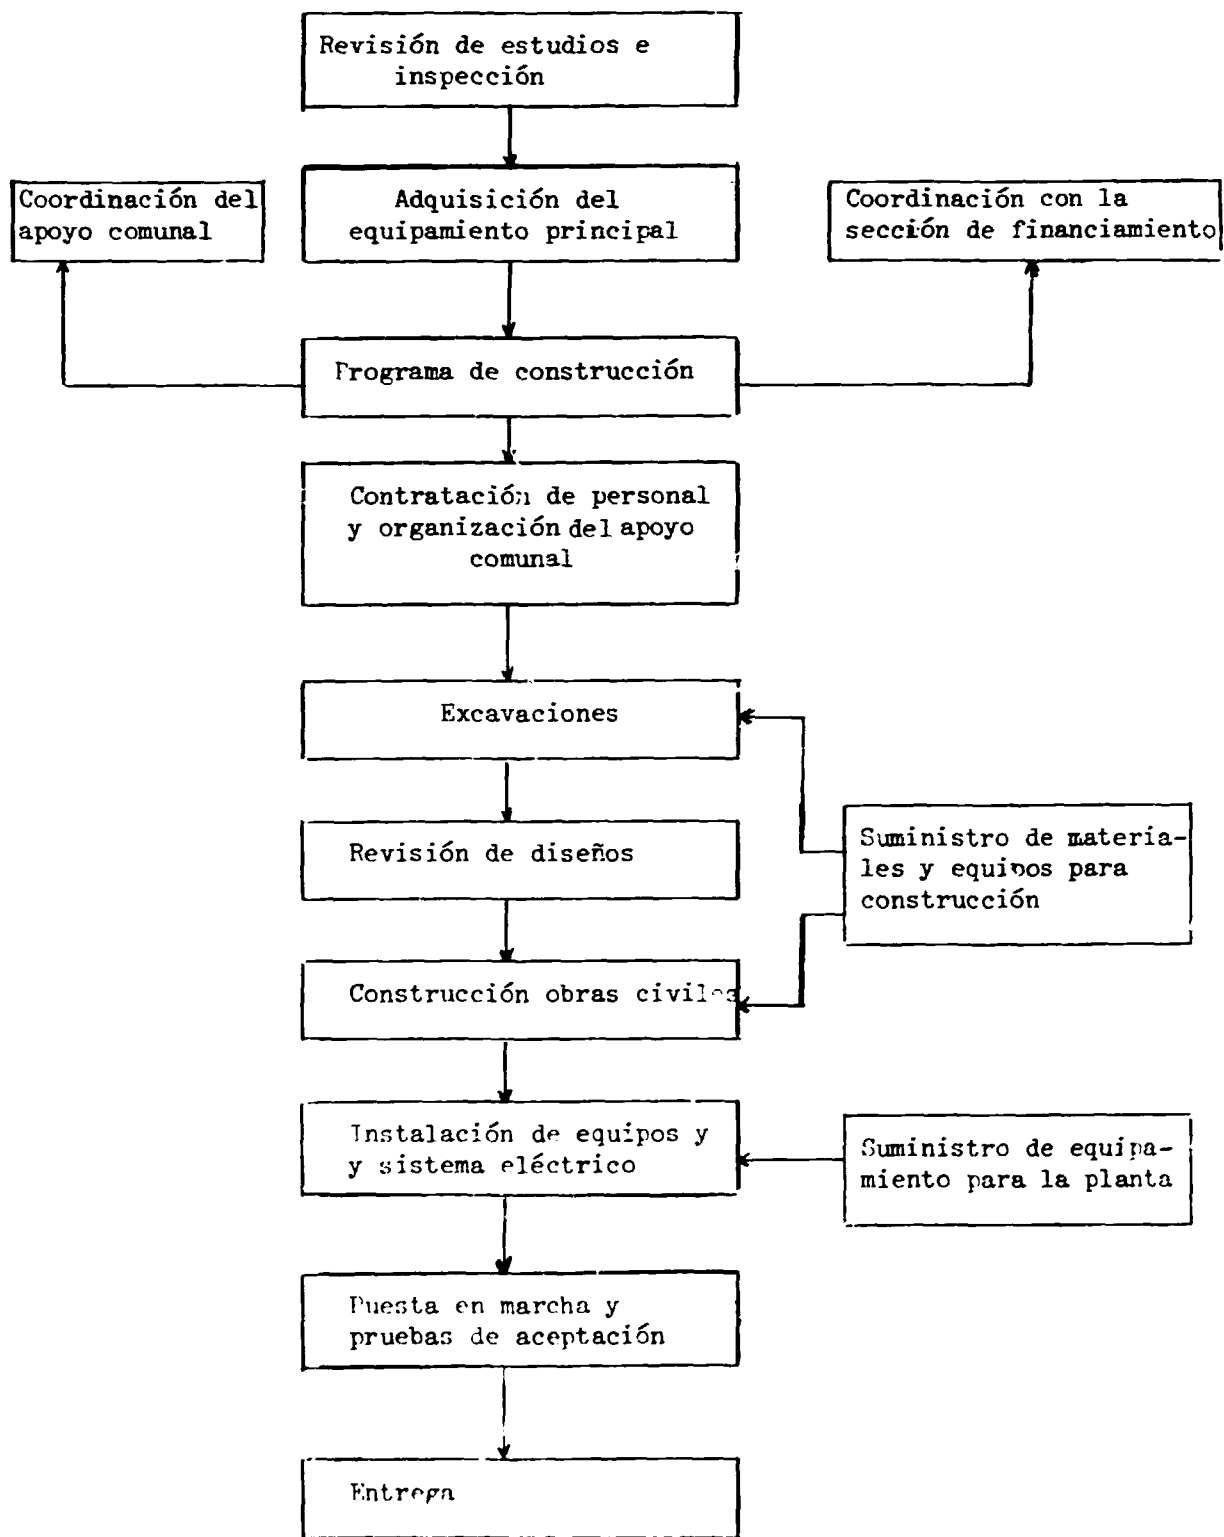 Revisión de estudios e
inspección
Coordinación del
apoyo comunal
Adquisición del
equipamiento principal
Coordinación con la
sección de financiamiento
Programa de construcción
Contratación de personal
y organización del apoyo
comunal
Excavaciones
Revisión de diseños
Suministro de materia-
les y equipos para
construcción
Construcción obras civiles
Instalación de equipos y
y sistema eléctrico
Suministro de equipa-
miento para la planta
Puesta en marcha y
pruebas de aceptación
Entrega